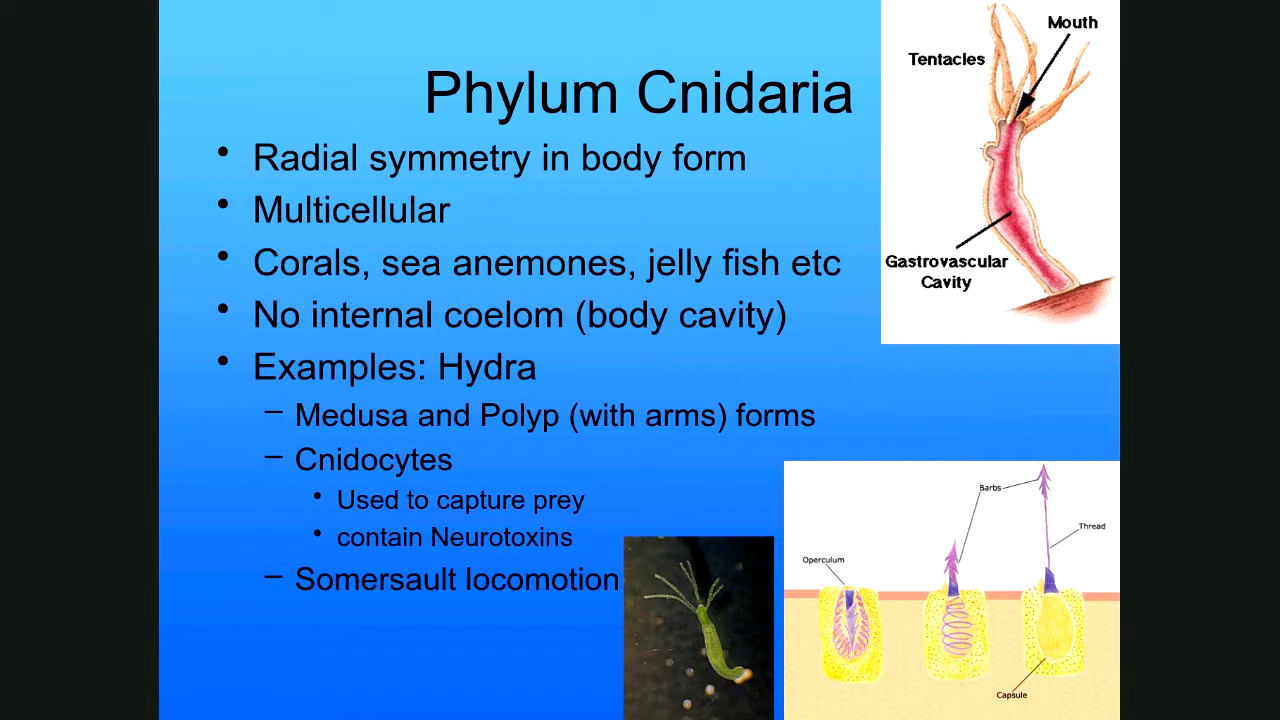 Phylum Cnidaria
• Radial symmetry in body form
• Multicellular
• Corals, sea anemones, jelly fish etc
• No internal coelom (body cavity)
• Examples: Hydra
– Medusa and Polyp (with arms) forms
– Cnidocytes
• Used to capture prey
• contain Neurotoxins
– Somersault locomotion
Mouth
Tentacles
Gastrovascular
Cavity
Barbs
Thread
Operculum
Capsule